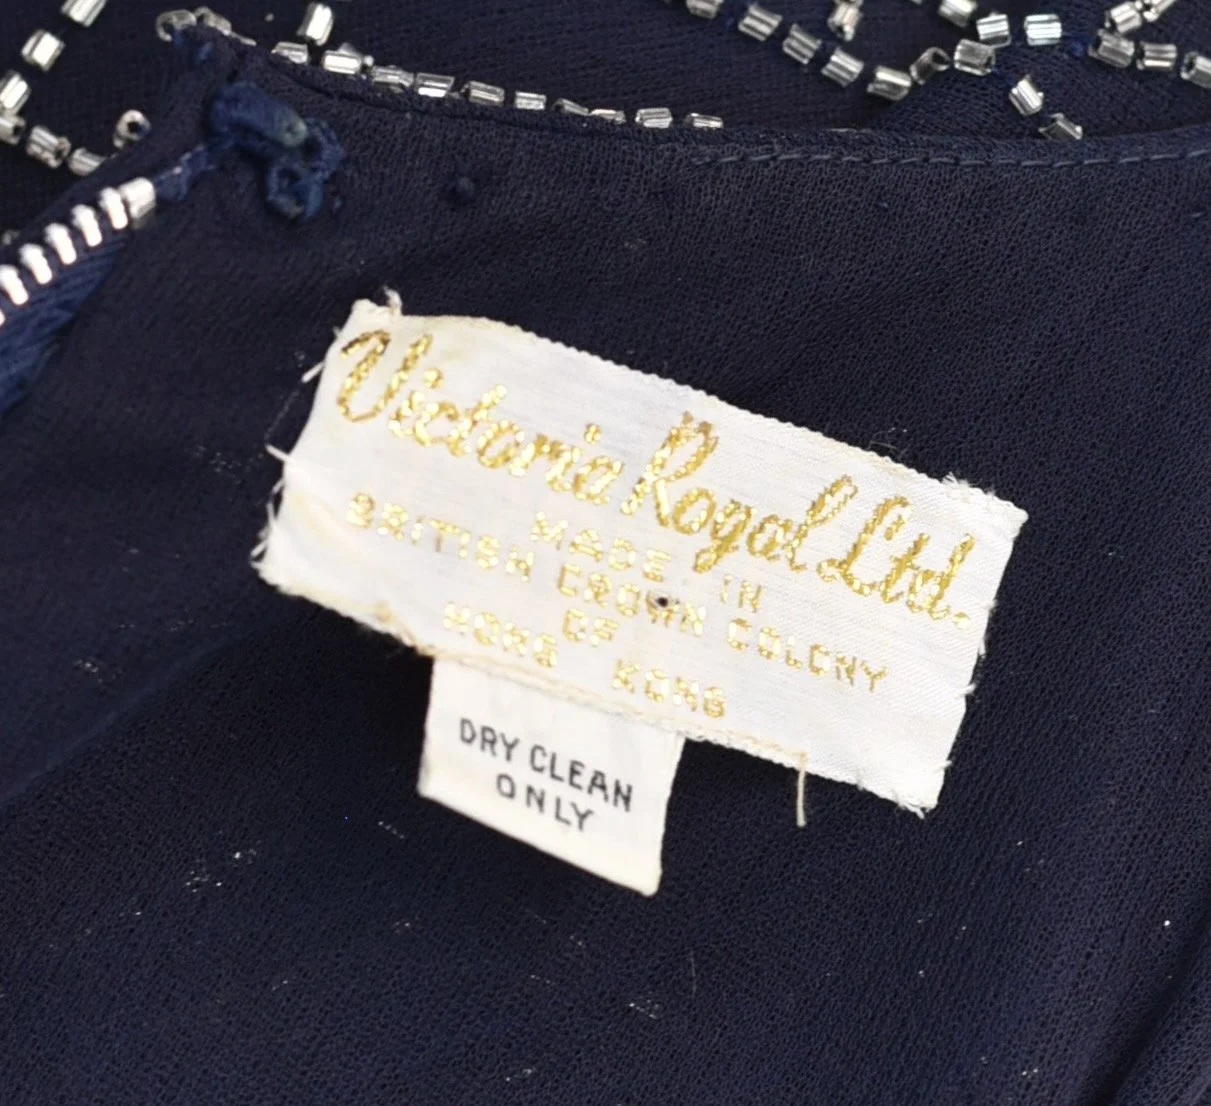 Victoria Royal Ltd.
MADE IN
BRITISH CROWN COLONY
OF
HONG KONG
DRY CLEAN
ONLY